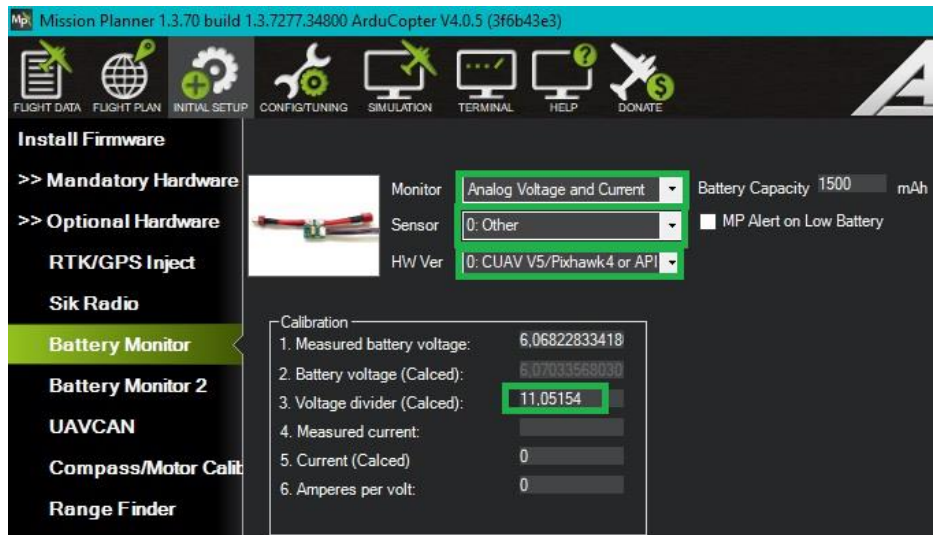 Mission Planner 1.3.70 build 1.3.7277.34800 ArduCopter V4.0.5 (3f6b43e3)
FLIGHT DATA FLIGHT PLAN INITIAL SETUP CONFIG/TUNING SIMULATION TERMINAL HELP DONATE
Install Firmware
>> Mandatory Hardware
>> Optional Hardware
RTK/GPS Inject
Sik Radio
Battery Monitor
Battery Monitor 2
UAVCAN
Compass/Motor Calib
Range Finder
Monitor Analog Voltage and Current Battery Capacity 1500 mAh
Sensor 0: Other MP Alert on Low Battery
HW Ver 0: CUAV V5/Pixhawk4 or API
Calibration
1. Measured battery voltage: 6,06822833418
2. Battery voltage (Calced): 6,07033568030
3. Voltage divider (Calced): 11,05154
4. Measured current:
5. Current (Calced) 0
6. Amperes per volt: 0